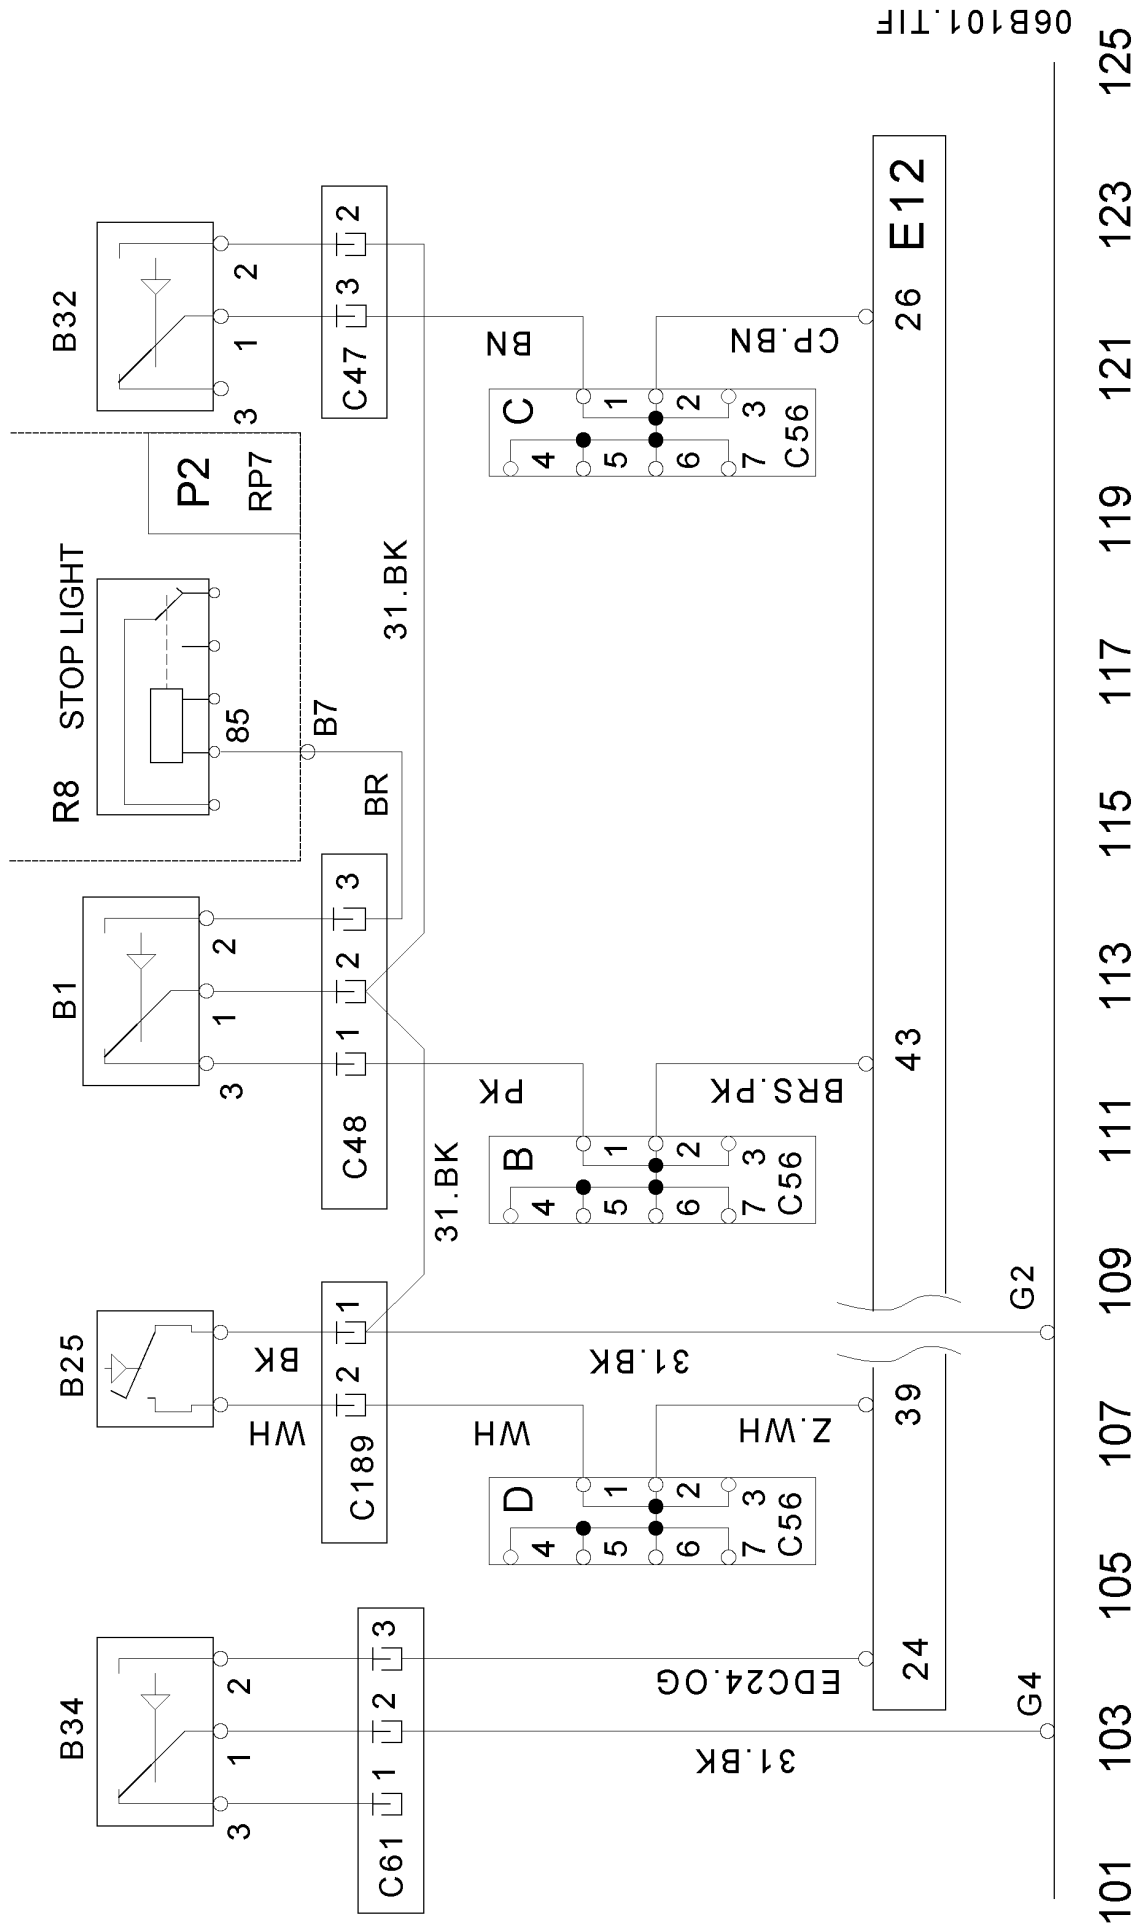 06B101.TIF
B34
3
1
2
C61
1
2
3
31.BK
EDC24.OG
G4
24
B25
WH
BK
C189
2
1
WH
31.BK
D
1
2
3
4
5
6
7
C56
Z.WH
39
G2
B1
3
1
2
C48
1
2
3
31.BK
PK
B
1
2
3
4
5
6
7
C56
BRS.PK
43
R8
STOP LIGHT
85
B7
BR
P2
RP7
31.BK
B32
3
1
2
C47
3
2
BN
C
1
2
3
4
5
6
7
C56
CP.BN
26
E12
101
103
105
107
109
111
113
115
117
119
121
123
125